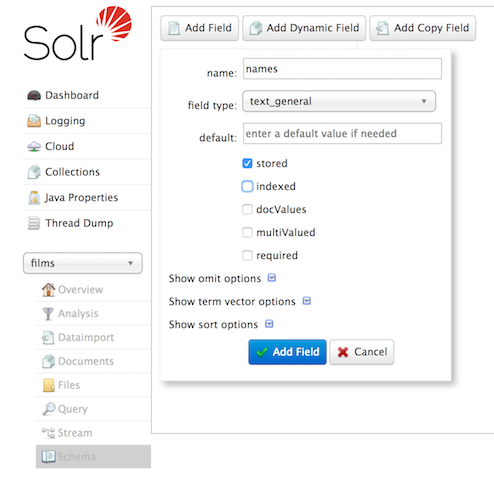 Solr
Dashboard
Logging
Cloud
Collections
Java Properties
Thread Dump
films
Overview
Analysis
Dataimport
Documents
Files
Query
Stream
Schema
Add Field Add Dynamic Field Add Copy Field
name: names
field type: text_general
default: enter a default value if needed
stored
indexed
docValues
multiValued
required
Show omit options
Show term vector options
Show sort options
Add Field Cancel